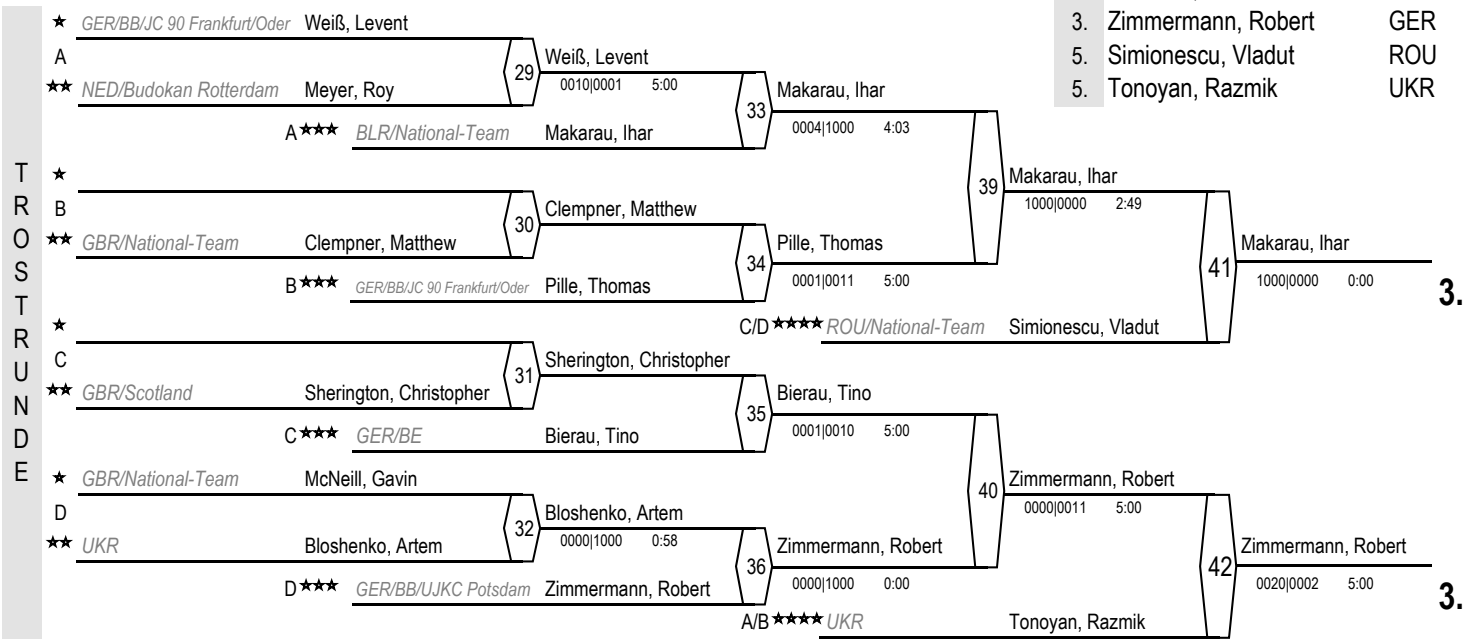 3. Zimmermann, Robert GER
5. Simionescu, Vladut ROU
5. Tonoyan, Razmik UKR
TROSTRUNDE
★ GER/BB/JC 90 Frankfurt/Oder Weiß, Levent
A
★★ NED/Budokan Rotterdam Meyer, Roy
29
Weiß, Levent
0010|0001 5:00
A★★★ BLR/National-Team Makarau, Ihar
33
Makarau, Ihar
0004|1000 4:03
★
B
★★ GBR/National-Team Clempner, Matthew
30
Clempner, Matthew
B★★★ GER/BB/JC 90 Frankfurt/Oder Pille, Thomas
34
Pille, Thomas
0001|0011 5:00
39
Makarau, Ihar
1000|0000 2:49
C/D★★★★ ROU/National-Team Simionescu, Vladut
41
Makarau, Ihar
1000|0000 0:00
3.
★
C
★★ GBR/Scotland Sherington, Christopher
31
Sherington, Christopher
C★★★ GER/BE Bierau, Tino
35
Bierau, Tino
0001|0010 5:00
★ GBR/National-Team McNeill, Gavin
D
★★ UKR Bloshenko, Artem
32
Bloshenko, Artem
0000|1000 0:58
D★★★ GER/BB/UJKC Potsdam Zimmermann, Robert
36
Zimmermann, Robert
0000|1000 0:00
40
Zimmermann, Robert
0000|0011 5:00
A/B★★★★ UKR Tonoyan, Razmik
42
Zimmermann, Robert
0020|0002 5:00
3.